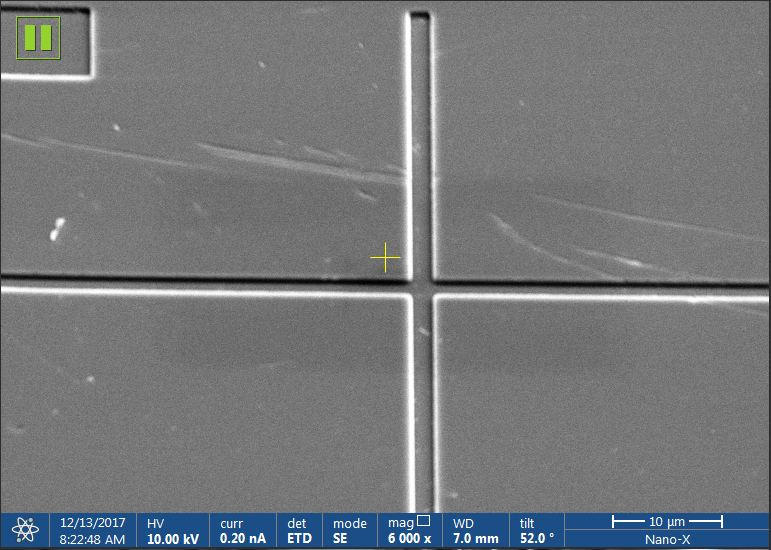 12/13/2017
8:22:48 AM
HV
10.00 kV
curr
0.20 nA
det
ETD
mode
SE
mag
6 000 x
WD
7.0 mm
tilt
52.0 °
10 µm
Nano-X